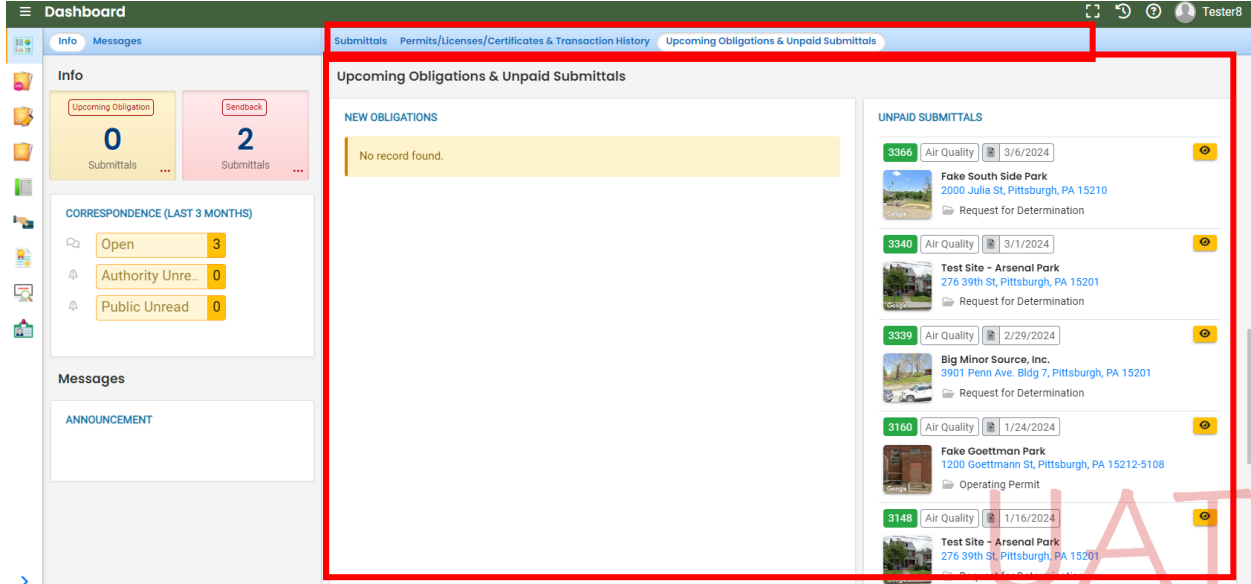 Dashboard
Tester8
Info Messages
Submittals Permits/Licenses/Certificates & Transaction History Upcoming Obligations & Unpaid Submittals
Info
Upcoming Obligation
0
Submittals
...
Sendback
2
Submittals
...
CORRESPONDENCE (LAST 3 MONTHS)
Open 3
Authority Unre.. 0
Public Unread 0
Messages
ANNOUNCEMENT
Upcoming Obligations & Unpaid Submittals
NEW OBLIGATIONS
No record found.
UNPAID SUBMITTALS
3366 Air Quality 3/6/2024
Fake South Side Park
2000 Julia St, Pittsburgh, PA 15210
Request for Determination
Google
3340 Air Quality 3/1/2024
Test Site - Arsenal Park
276 39th St, Pittsburgh, PA 15201
Request for Determination
Google
3339 Air Quality 2/29/2024
Big Minor Source, Inc.
3901 Penn Ave. Bldg 7, Pittsburgh, PA 15201
Request for Determination
3160 Air Quality 1/24/2024
Fake Goettman Park
1200 Goettmann St, Pittsburgh, PA 15212-5108
Operating Permit
Google
3148 Air Quality 1/16/2024
Test Site - Arsenal Park
276 39th St, Pittsburgh, PA 15201
Request for Determination
UAT